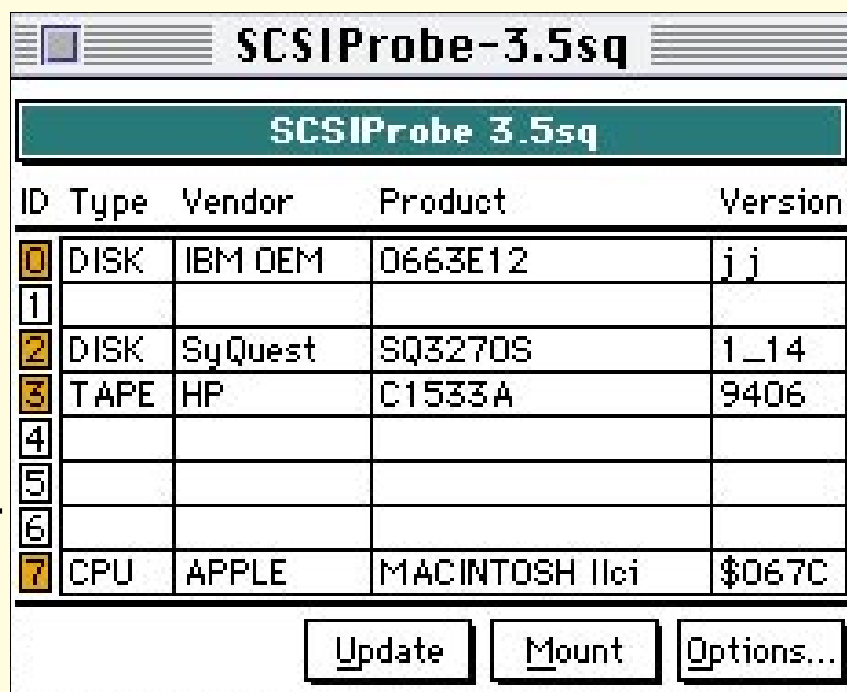 SCSIProbe-3.5sq
SCSIProbe 3.5sq
ID Type Vendor Product Version
0 DISK IBM OEM 0663E12 jj
1
2 DISK SyQuest SQ3270S 1_14
3 TAPE HP C1533A 9406
4
5
6
7 CPU APPLE MACINTOSH IIci $067C
Update Mount Options...